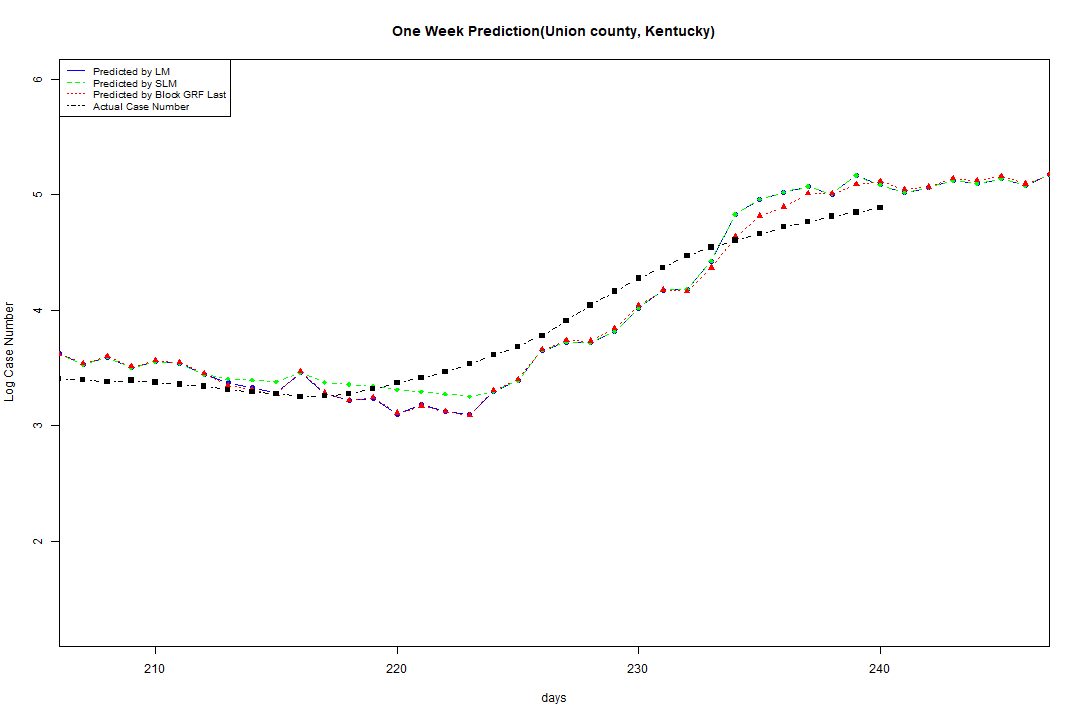 One Week Prediction(Union county, Kentucky)
Predicted by LM
Predicted by SLM
Predicted by Block GRF Last
Actual Case Number
6
5
4
3
2
Log Case Number
210 220 230 240
days